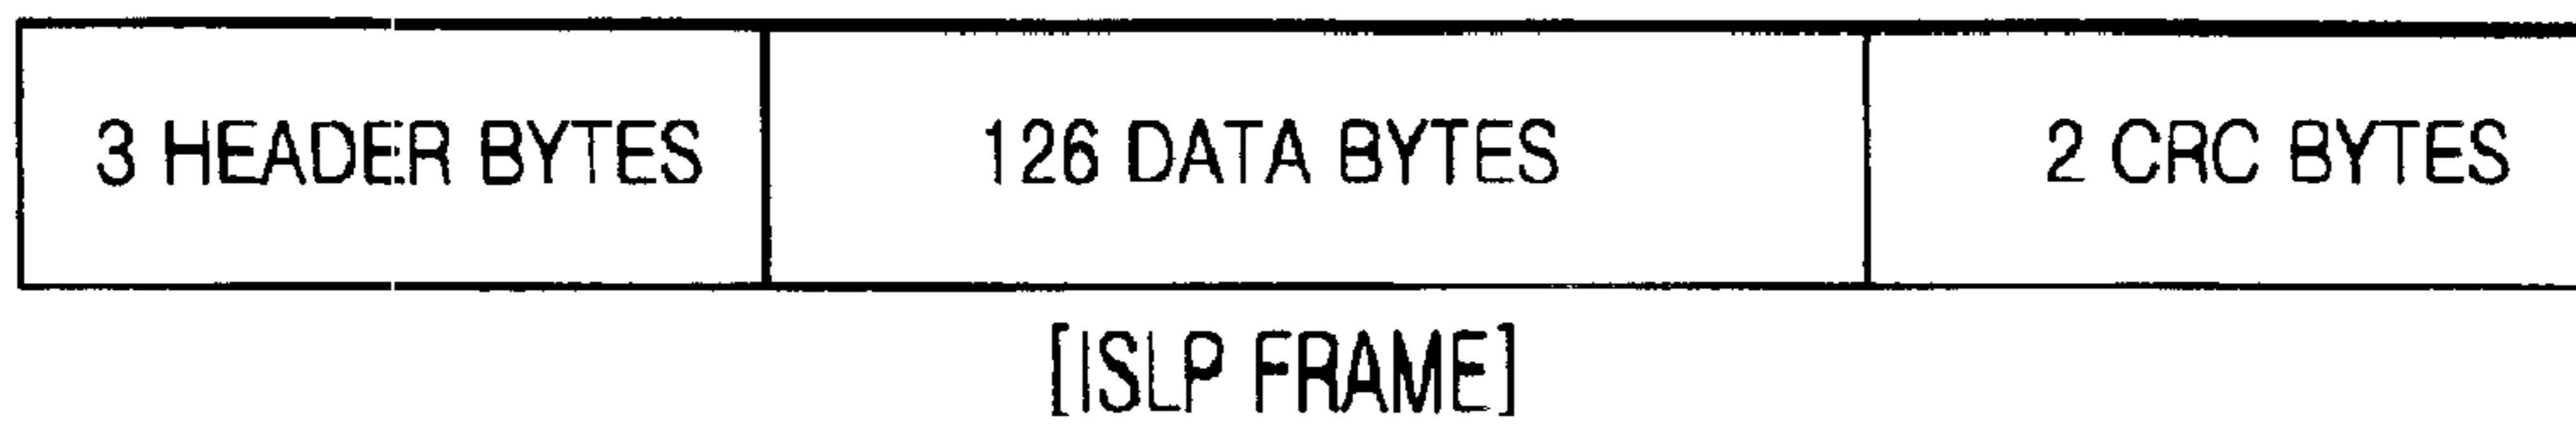 3 HEADER BYTES 126 DATA BYTES 2 CRC BYTES
[ISLP FRAME]